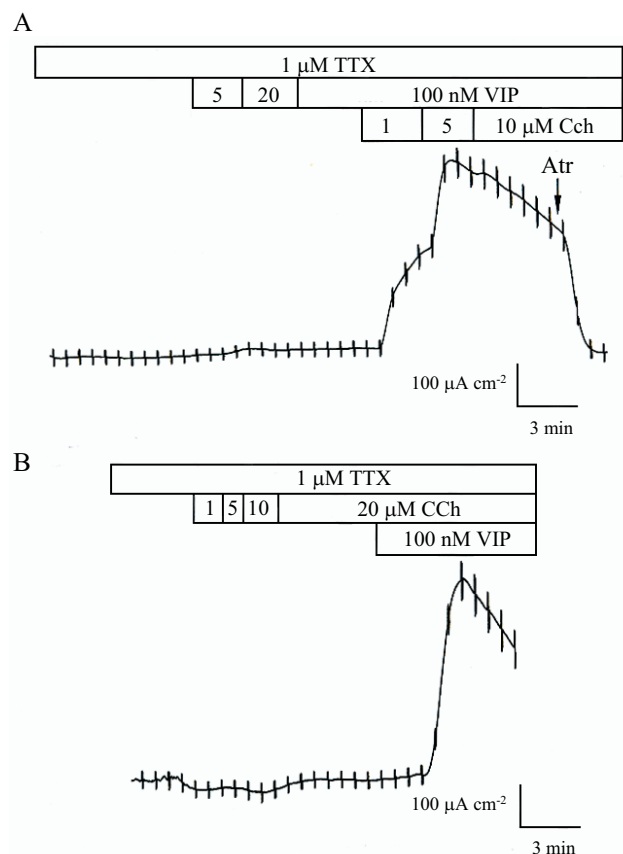 A
1 μM TTX
5 20 100 nM VIP
1 5 10 μM Cch
Atr
100 μA cm-2
3 min
B
1 μM TTX
1 5 10 20 μM CCh
100 nM VIP
100 μA cm-2
3 min